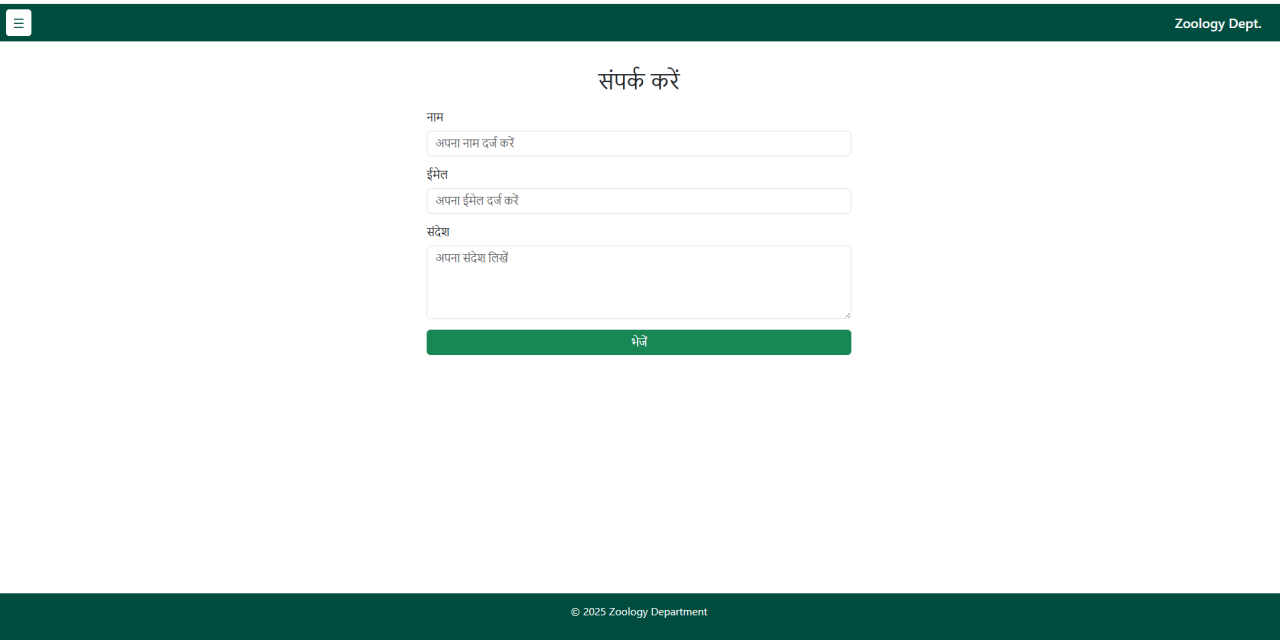 ☰ Zoology Dept.
संपर्क करें
नाम
अपना नाम दर्ज करें
ईमेल
अपना ईमेल दर्ज करें
संदेश
अपना संदेश लिखें
भेजें
© 2025 Zoology Department